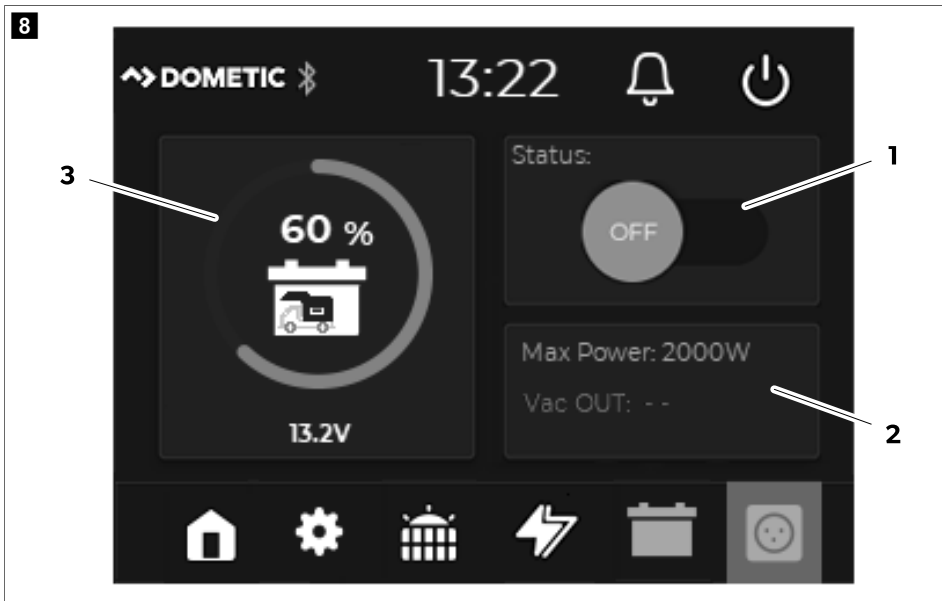 8
DOMETIC 13:22
3
60 %
13.2V
Status:
OFF
1
Max Power: 2000W
Vac OUT: - -
2